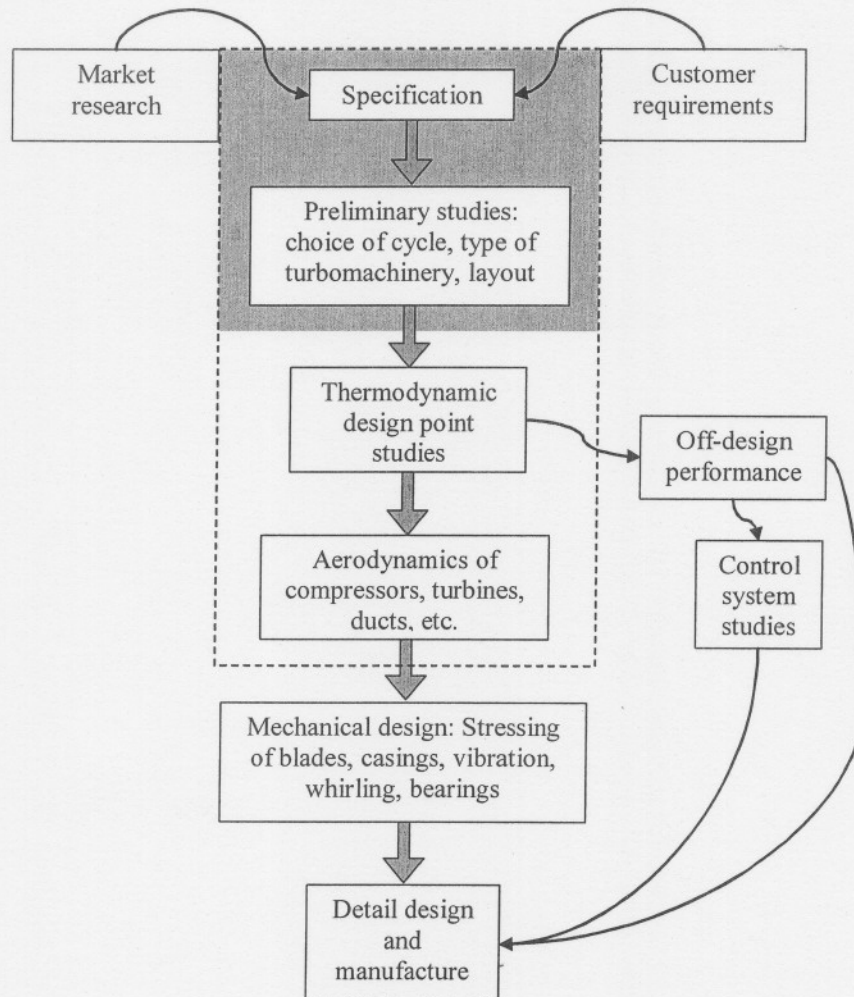 Market
research
Specification
Customer
requirements
Preliminary studies:
choice of cycle, type of
turbomachinery, layout
Thermodynamic
design point
studies
Off-design
performance
Aerodynamics of
compressors, turbines,
ducts, etc.
Control
system
studies
Mechanical design: Stressing
of blades, casings, vibration,
whirling, bearings
Detail design
and
manufacture